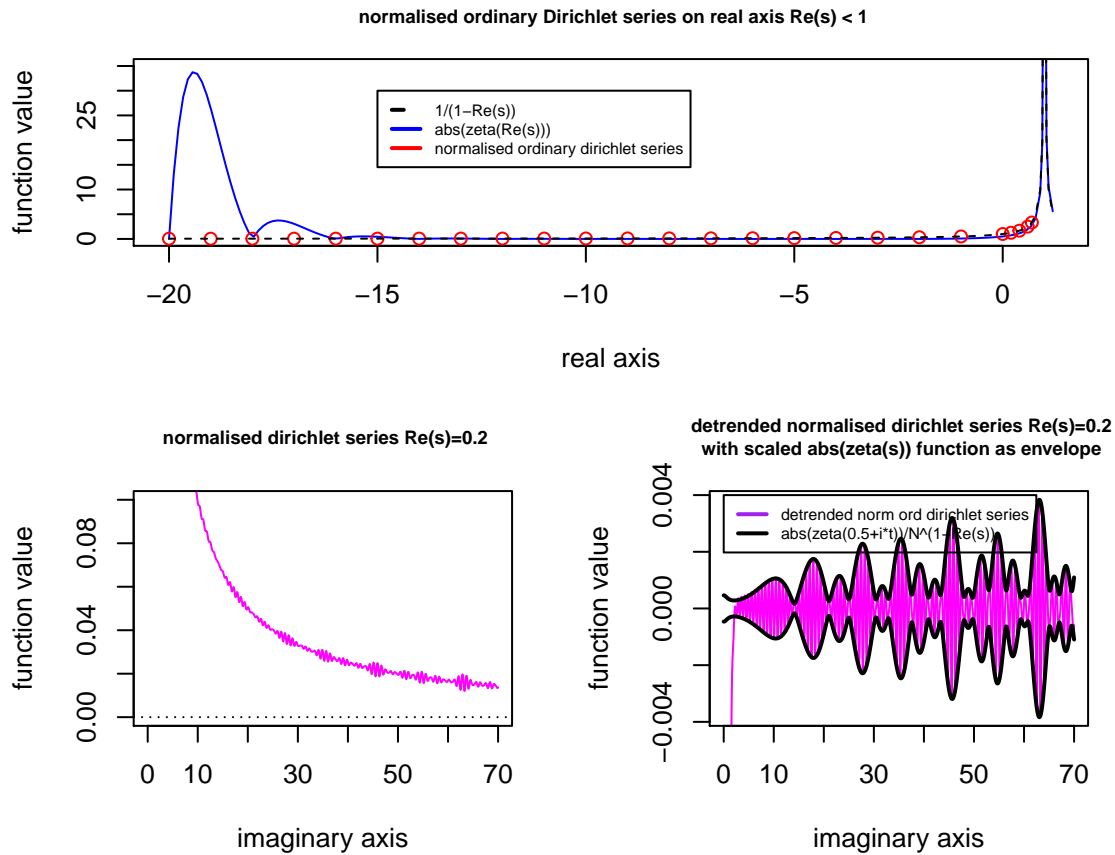 normalised ordinary Dirichlet series on real axis Re(s) < 1
function value
25
10
0
1/(1−Re(s))
abs(zeta(Re(s)))
normalised ordinary dirichlet series
−20
−15
−10
−5
0
real axis
normalised dirichlet series Re(s)=0.2
function value
0.08
0.04
0.00
0
10
30
50
70
imaginary axis
detrended normalised dirichlet series Re(s)=0.2
with scaled abs(zeta(s)) function as envelope
function value
0.004
0.000
−0.004
detrended norm ord dirichlet series
abs(zeta(0.5+i*t))/N^(1−Re(s))
0
10
30
50
70
imaginary axis